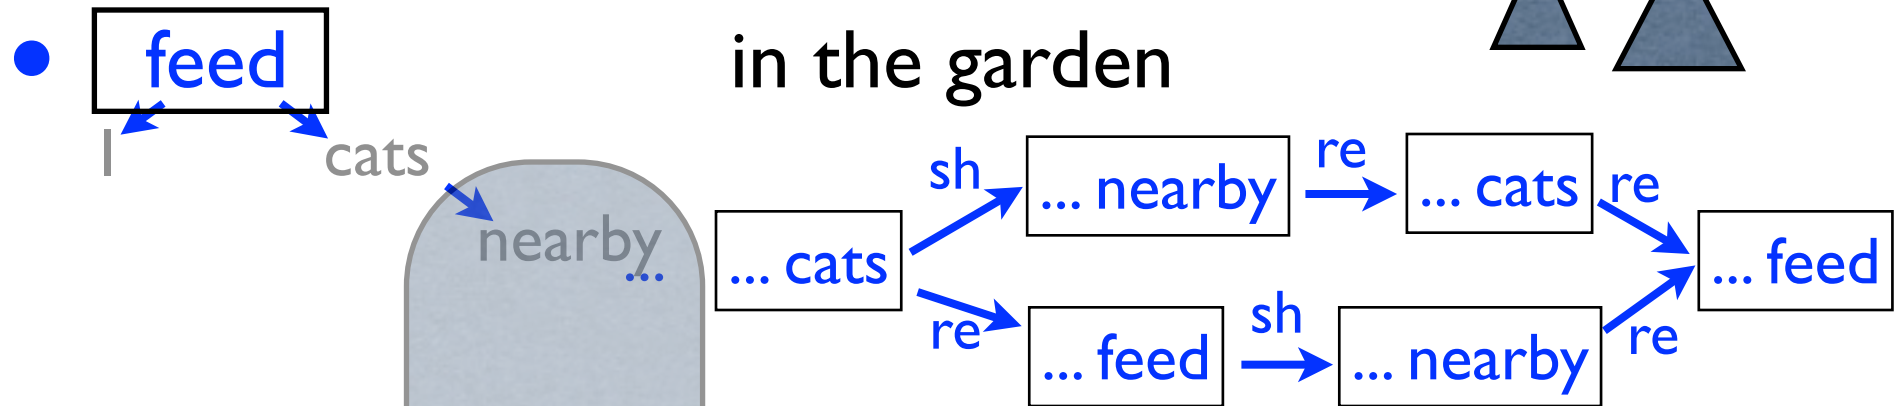 feed in the garden
I cats
nearby
...
... cats
sh
... nearby
re
... cats
re
... feed
re
... feed
sh
... nearby
re